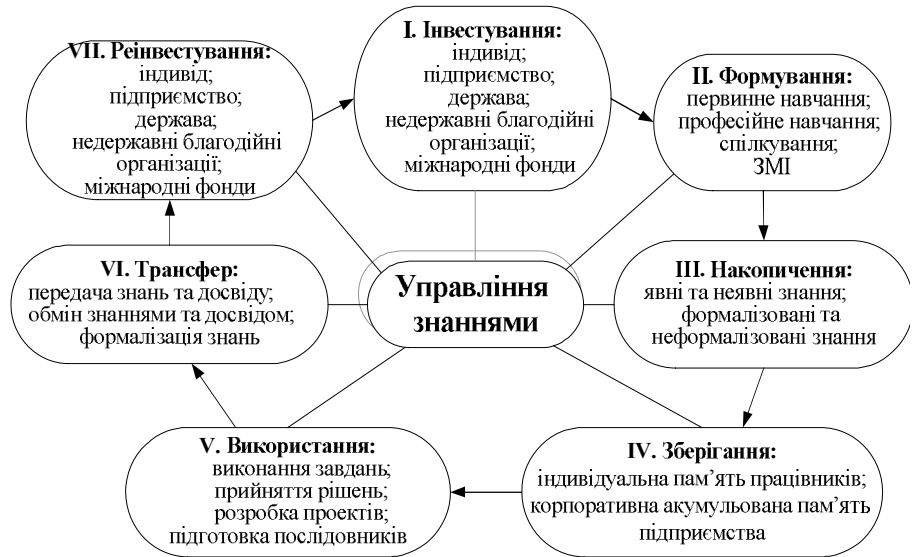 I. Інвестування:
індивід;
підприємство;
держава;
недержавні благодійні
організації;
міжнародні фонди
II. Формування:
первинне навчання;
професійне навчання;
спілкування;
ЗМІ
III. Накопичення:
явні та неявні знання;
формалізовані та
неформалізовані знання
IV. Зберігання:
індивідуальна пам’ять працівників;
корпоративна акумульована пам’ять
підприємства
V. Використання:
виконання завдань;
прийняття рішень;
розробка проектів;
підготовка послідовників
VI. Трансфер:
передача знань та досвіду;
обмін знаннями та досвідом;
формалізація знань
VII. Реінвестування:
індивід;
підприємство;
держава;
недержавні благодійні
організації;
міжнародні фонди
Управління
знаннями